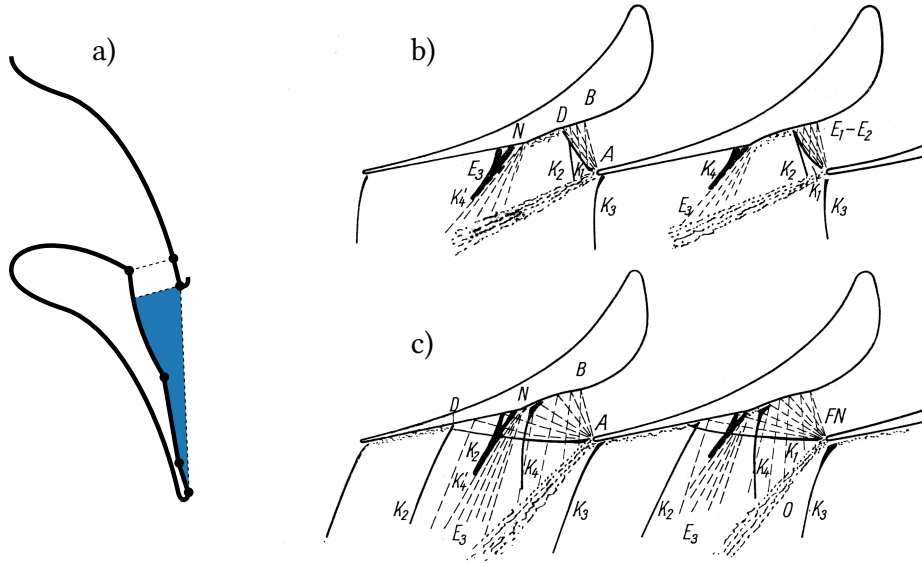 a)
b)
B
D
N
A
E₃
K₄
K₂
K₁
K₃
E₁–E₂
K₄
K₂
E₃
K₁
K₃
c)
B
N
D
A
K₂
K₄
K₄
K₂
E₃
K₃
FN
K₁
K₄
K₂
E₃
O
K₃